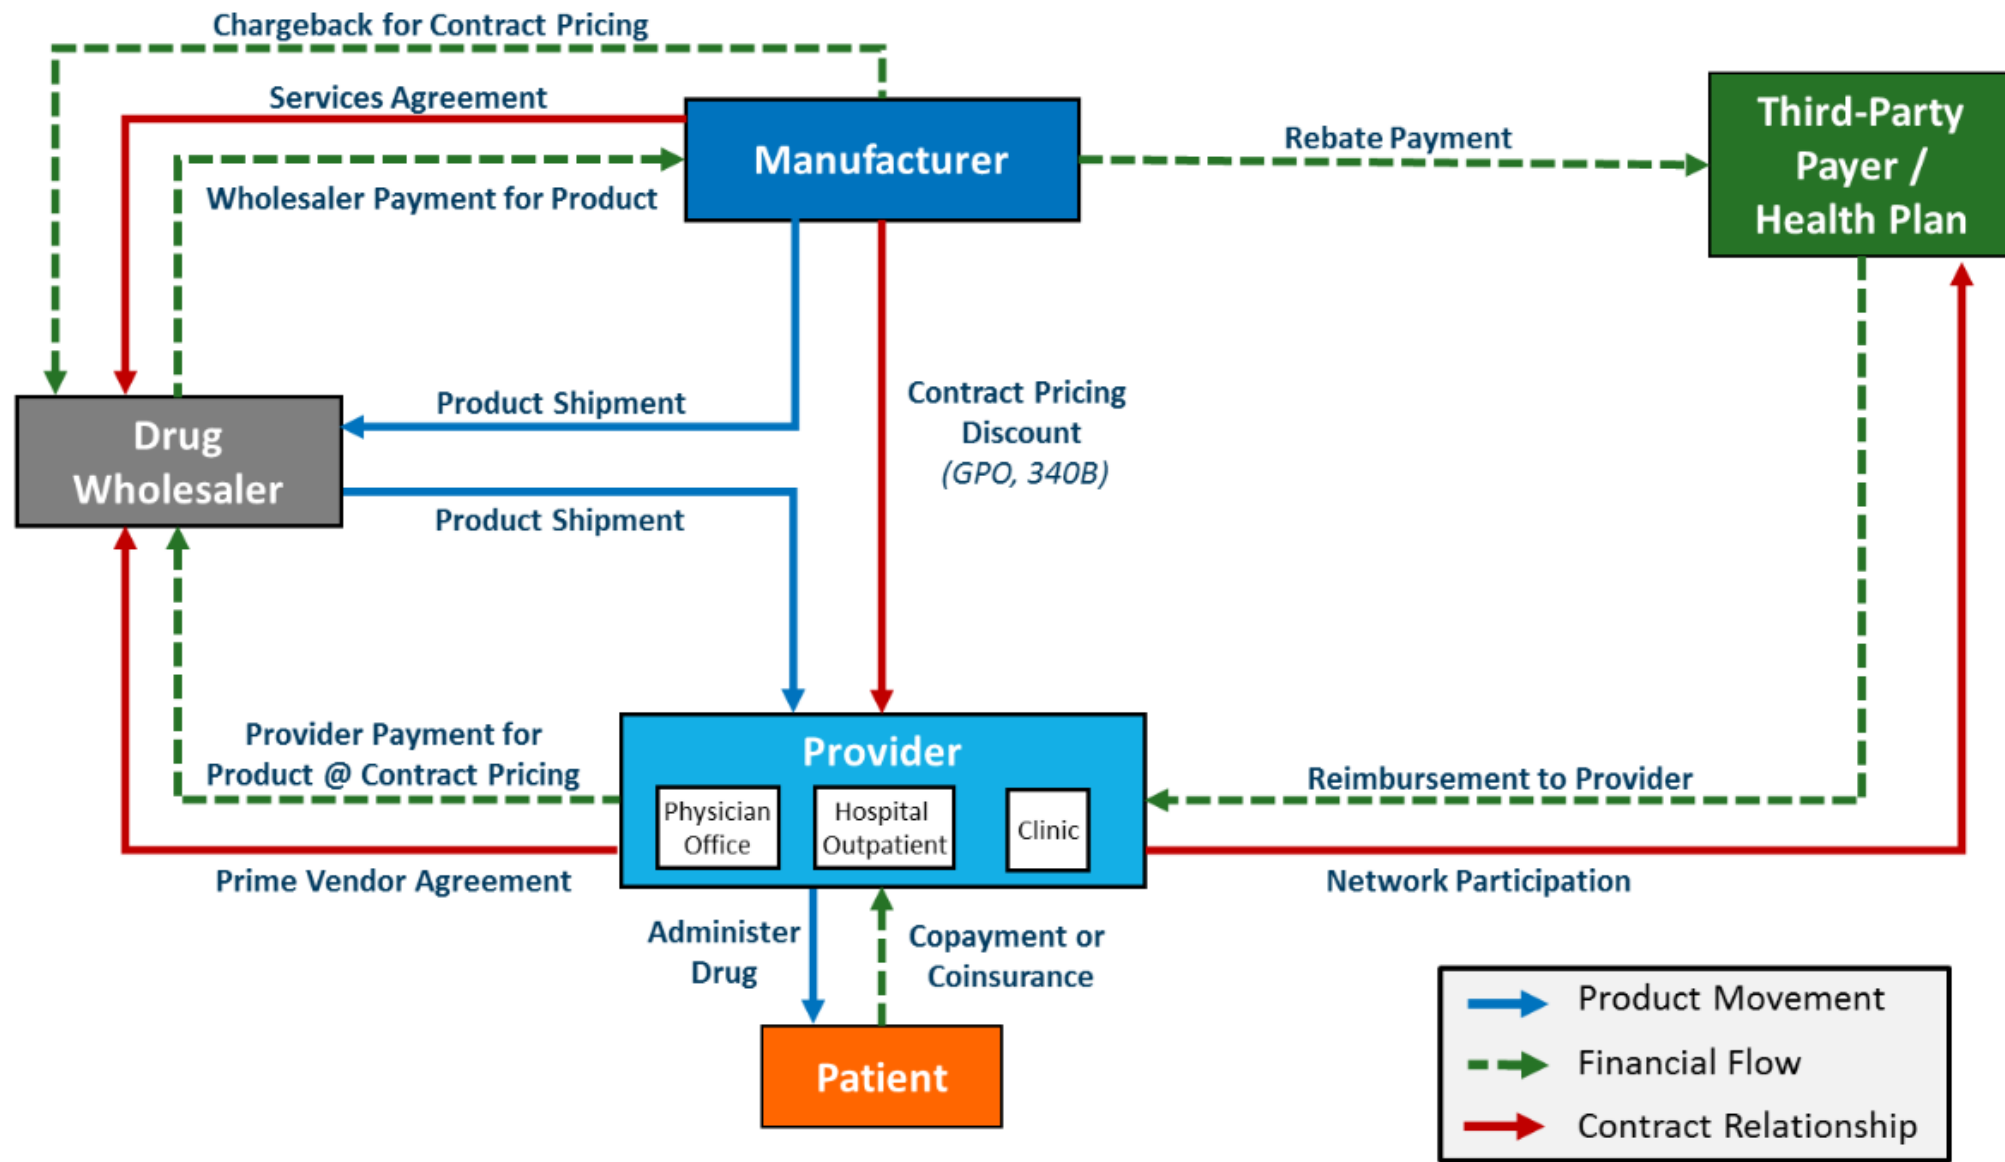 Chargeback for Contract Pricing
Services Agreement
Wholesaler Payment for Product
Manufacturer
Rebate Payment
Third-Party
Payer /
Health Plan
Drug
Wholesaler
Product Shipment
Product Shipment
Contract Pricing
Discount
(GPO, 340B)
Provider Payment for
Product @ Contract Pricing
Prime Vendor Agreement
Provider
Physician
Office
Hospital
Outpatient
Clinic
Reimbursement to Provider
Network Participation
Administer
Drug
Copayment or
Coinsurance
Patient
Product Movement
Financial Flow
Contract Relationship